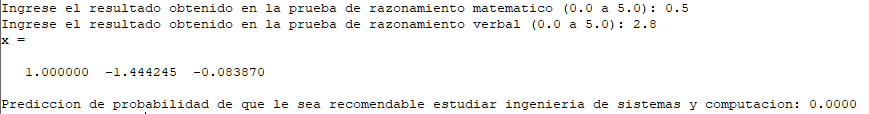 Ingrese el resultado obtenido en la prueba de razonamiento matematico (0.0 a 5.0): 0.5
Ingrese el resultado obtenido en la prueba de razonamiento verbal (0.0 a 5.0): 2.8
x =
1.000000 -1.444245 -0.083870
Prediccion de probabilidad de que le sea recomendable estudiar ingenieria de sistemas y computacion: 0.0000